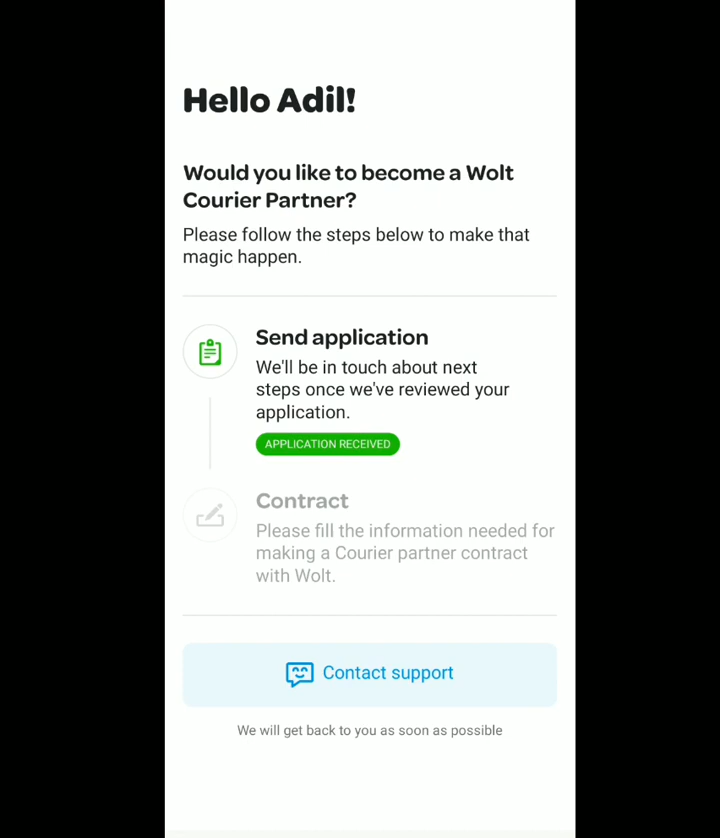 Hello Adil!
Would you like to become a Wolt
Courier Partner?
Please follow the steps below to make that
magic happen.
Send application
We'll be in touch about next
steps once we've reviewed your
application.
APPLICATION RECEIVED
Contract
Please fill the information needed for
making a Courier partner contract
with Wolt.
Contact support
We will get back to you as soon as possible